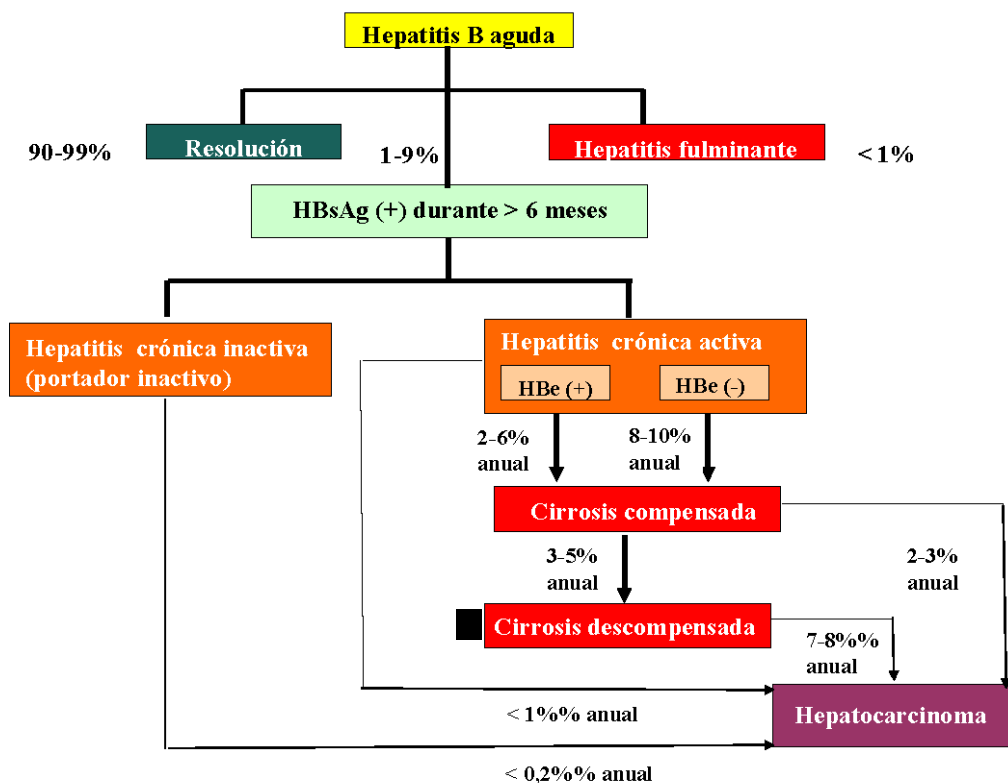 Hepatitis B aguda
90-99%
Resolución
1-9%
Hepatitis fulminante
< 1%
HBsAg (+) durante > 6 meses
Hepatitis crónica inactiva
(portador inactivo)
Hepatitis crónica activa
HBe (+)
HBe (-)
2-6%
anual
8-10%
anual
Cirrosis compensada
3-5%
anual
2-3%
anual
Cirrosis descompensada
7-8%%
anual
Hepatocarcinoma
< 1%% anual
< 0,2%% anual